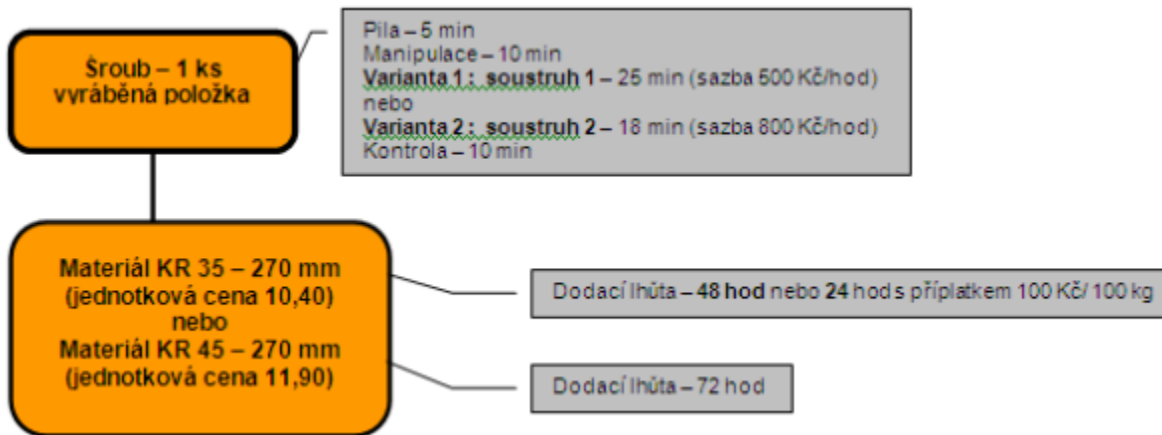 Šroub – 1 ks
vyráběná položka
Pila – 5 min
Manipulace – 10 min
Varianta 1 : soustruh 1 – 25 min (sazba 500 Kč/hod)
nebo
Varianta 2 : soustruh 2 – 18 min (sazba 800 Kč/hod)
Kontrola – 10 min
Materiál KR 35 – 270 mm
(jednotková cena 10,40)
nebo
Materiál KR 45 – 270 mm
(jednotková cena 11,90)
Dodací lhůta – 48 hod nebo 24 hod s příplatkem 100 Kč/ 100 kg
Dodací lhůta – 72 hod